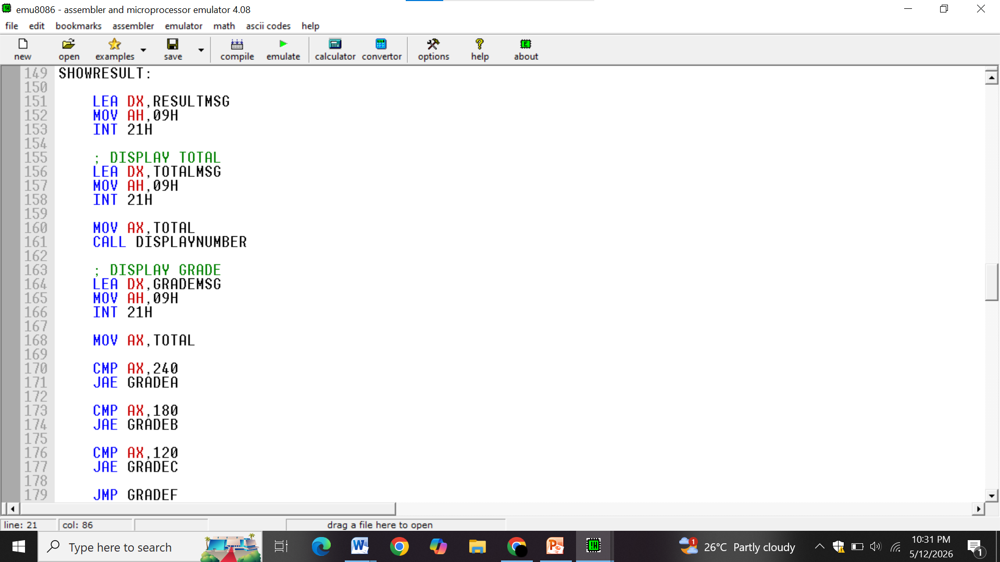 emu8086 - assembler and microprocessor emulator 4.08
file edit bookmarks assembler emulator math ascii codes help
new open examples save compile emulate calculator convertor options help about
149 SHOWRESULT:
150
151 LEA DX,RESULTMSG
152 MOV AH,09H
153 INT 21H
154
155 ; DISPLAY TOTAL
156 LEA DX,TOTALMSG
157 MOV AH,09H
158 INT 21H
159
160 MOV AX,TOTAL
161 CALL DISPLAYNUMBER
162
163 ; DISPLAY GRADE
164 LEA DX,GRADEMSG
165 MOV AH,09H
166 INT 21H
167
168 MOV AX,TOTAL
169
170 CMP AX,240
171 JAE GRADEA
172
173 CMP AX,180
174 JAE GRADEB
175
176 CMP AX,120
177 JAE GRADEC
178
179 JMP GRADEF
line: 21 col: 86 drag a file here to open
Type here to search 1 26°C Partly cloudy 10:31 PM
5/12/2026 1